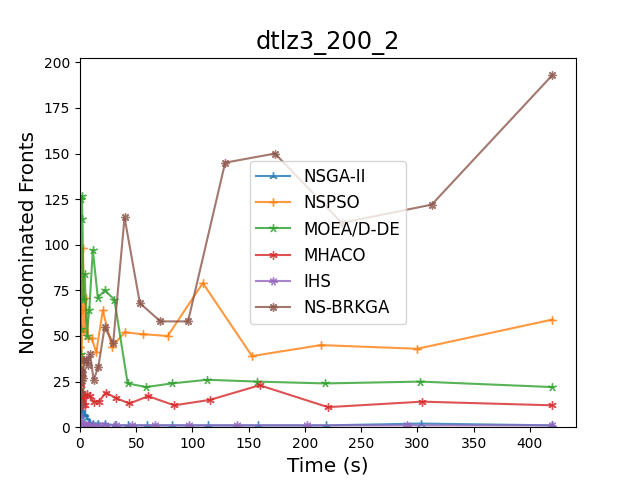 dtlz3_200_2
Non-dominated Fronts
200
175
150
125
100
75
50
25
0
NSGA-II
NSPSO
MOEA/D-DE
MHACO
IHS
NS-BRKGA
0 50 100 150 200 250 300 350 400
Time (s)